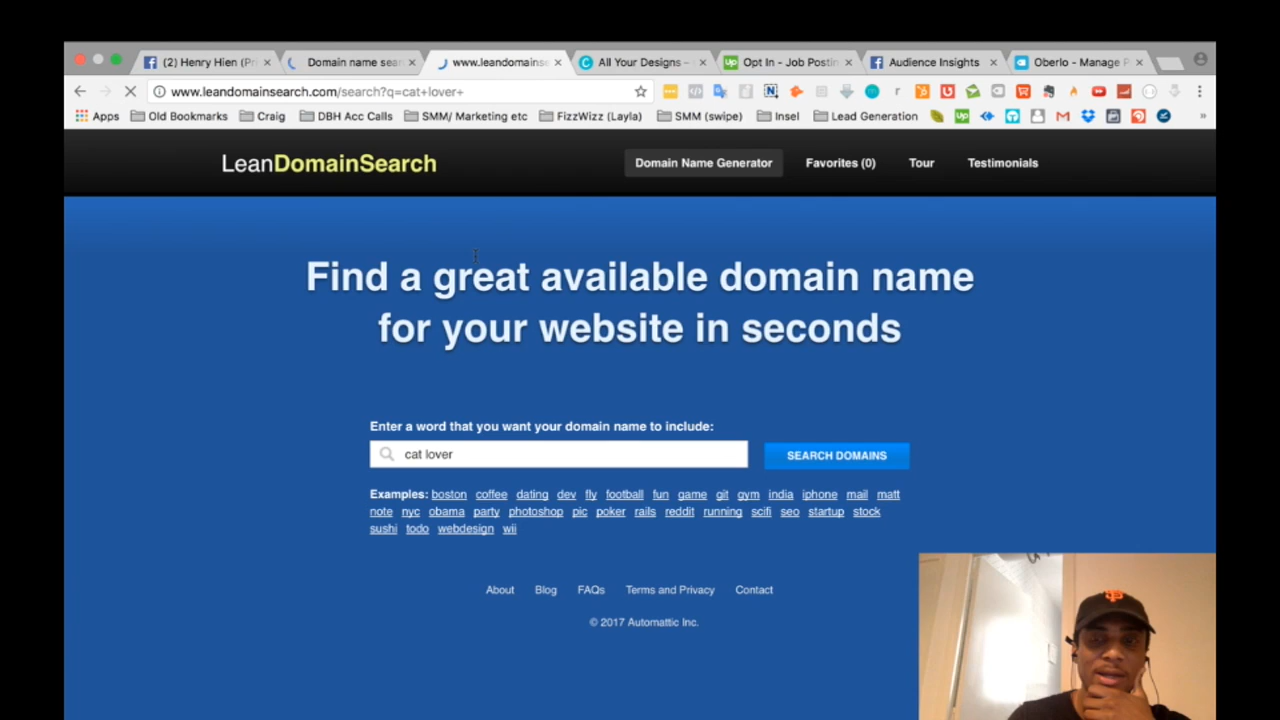 (2) Henry Hien (Pri
Domain name sear
www.leandomains
All Your Designs –
Opt In - Job Postin
Audience Insights
Oberlo - Manage P
www.leandomainsearch.com/search?q=cat+lover+
Apps
Old Bookmarks
Craig
DBH Acc Calls
SMM/ Marketing etc
FizzWizz (Layla)
SMM (swipe)
Insel
Lead Generation
LeanDomainSearch
Domain Name Generator
Favorites (0)
Tour
Testimonials
Find a great available domain name
for your website in seconds
Enter a word that you want your domain name to include:
cat lover
SEARCH DOMAINS
Examples: boston coffee dating dev fly football fun game git gym india iphone mail matt
note nyc obama party photoshop pic poker rails reddit running scifi seo startup stock
sushi todo webdesign wii
About Blog FAQs Terms and Privacy Contact
© 2017 Automattic Inc.
SF